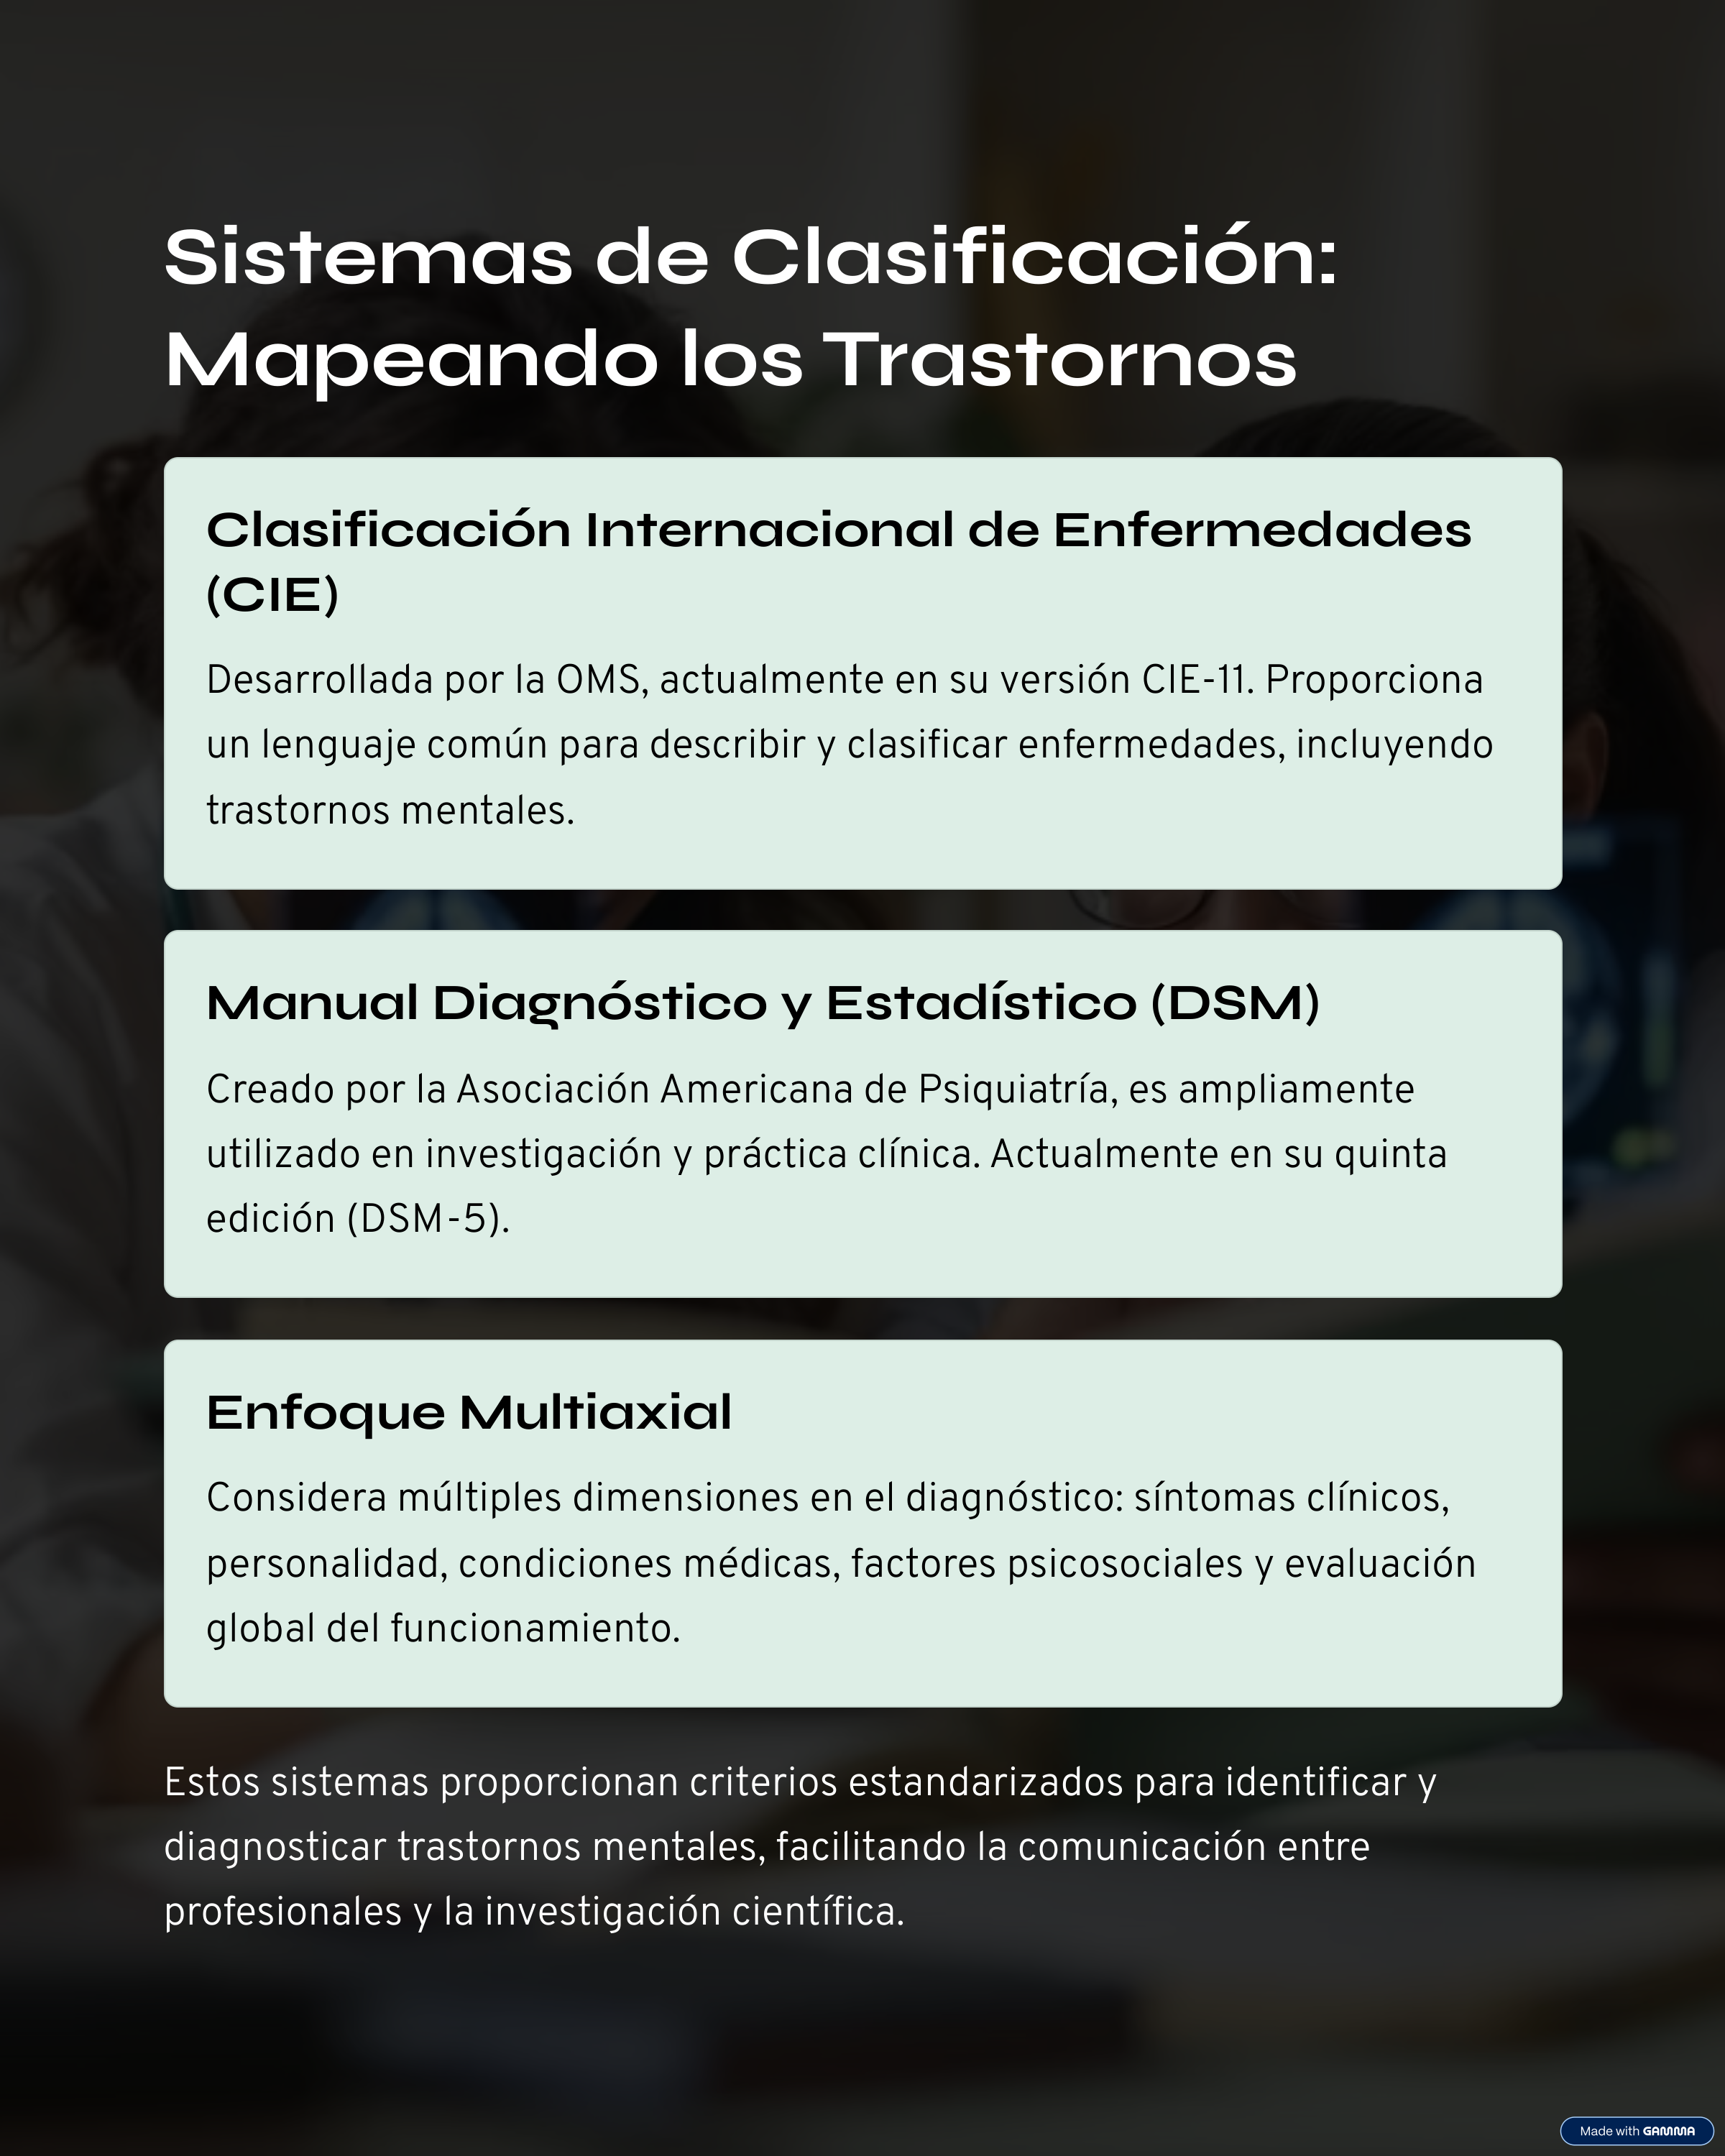 Sistemas de Clasificación:
Mapeando los Trastornos
Clasificación Internacional de Enfermedades
(CIE)
Desarrollada por la OMS, actualmente en su versión CIE-11. Proporciona
un lenguaje común para describir y clasificar enfermedades, incluyendo
trastornos mentales.
Manual Diagnóstico y Estadístico (DSM)
Creado por la Asociación Americana de Psiquiatría, es ampliamente
utilizado en investigación y práctica clínica. Actualmente en su quinta
edición (DSM-5).
Enfoque Multiaxial
Considera múltiples dimensiones en el diagnóstico: síntomas clínicos,
personalidad, condiciones médicas, factores psicosociales y evaluación
global del funcionamiento.
Estos sistemas proporcionan criterios estandarizados para identificar y
diagnosticar trastornos mentales, facilitando la comunicación entre
profesionales y la investigación científica.
Made with GAMMA